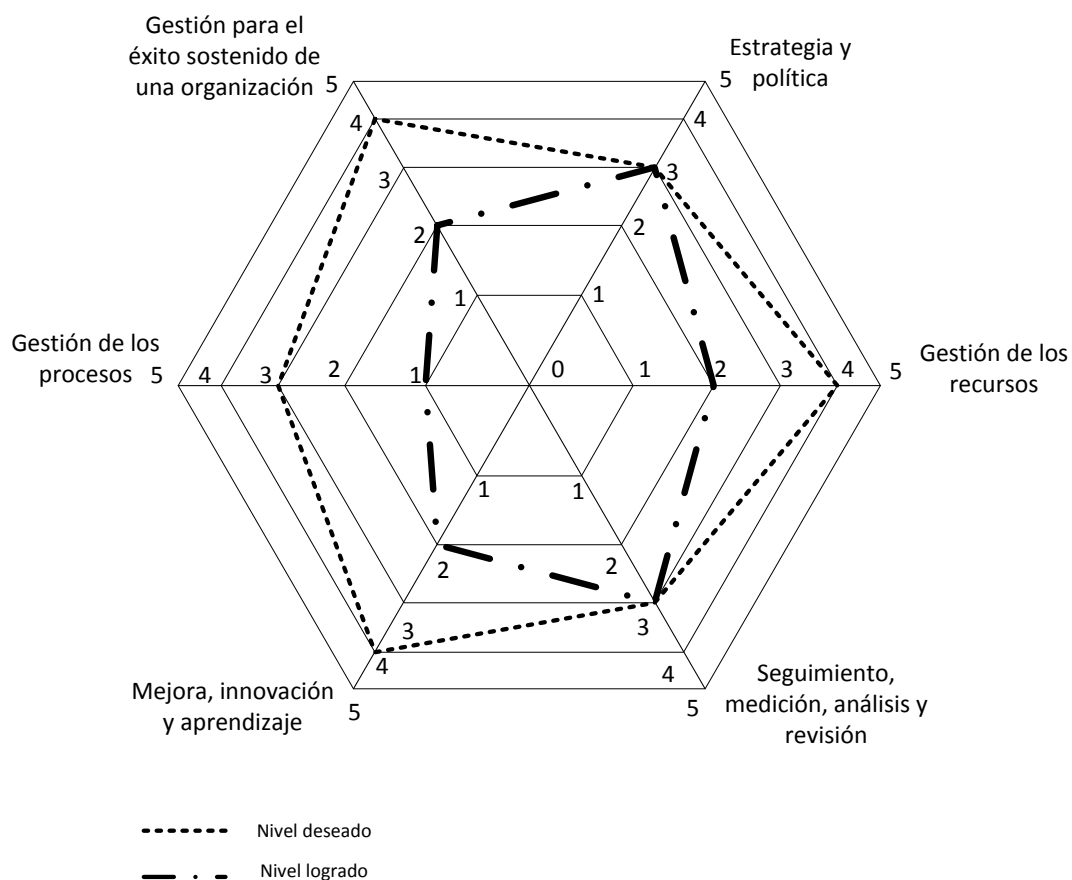 Gestión para el
éxito sostenido de
una organización
Estrategia y
política
5
5
4
4
3
3
2
2
1
1
Gestión de los
procesos
5
4
3
2
1
0
1
2
3
4
5
Gestión de los
recursos
1
1
2
2
3
3
4
4
5
5
Mejora, innovación
y aprendizaje
Seguimiento,
medición, análisis y
revisión
Nivel deseado
Nivel logrado